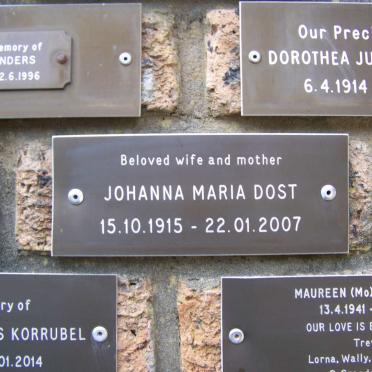 emory of
NDERS
2.6.1996
Our Preci
DOROTHEA JU
6.4.1914
Beloved wife and mother
JOHANNA MARIA DOST
15.10.1915 - 22.01.2007
ry of
S KORRUBEL
01.2014
MAUREEN (Mo)
13.4.1941 -
OUR LOVE IS E
Trev
Lorna, Wally,